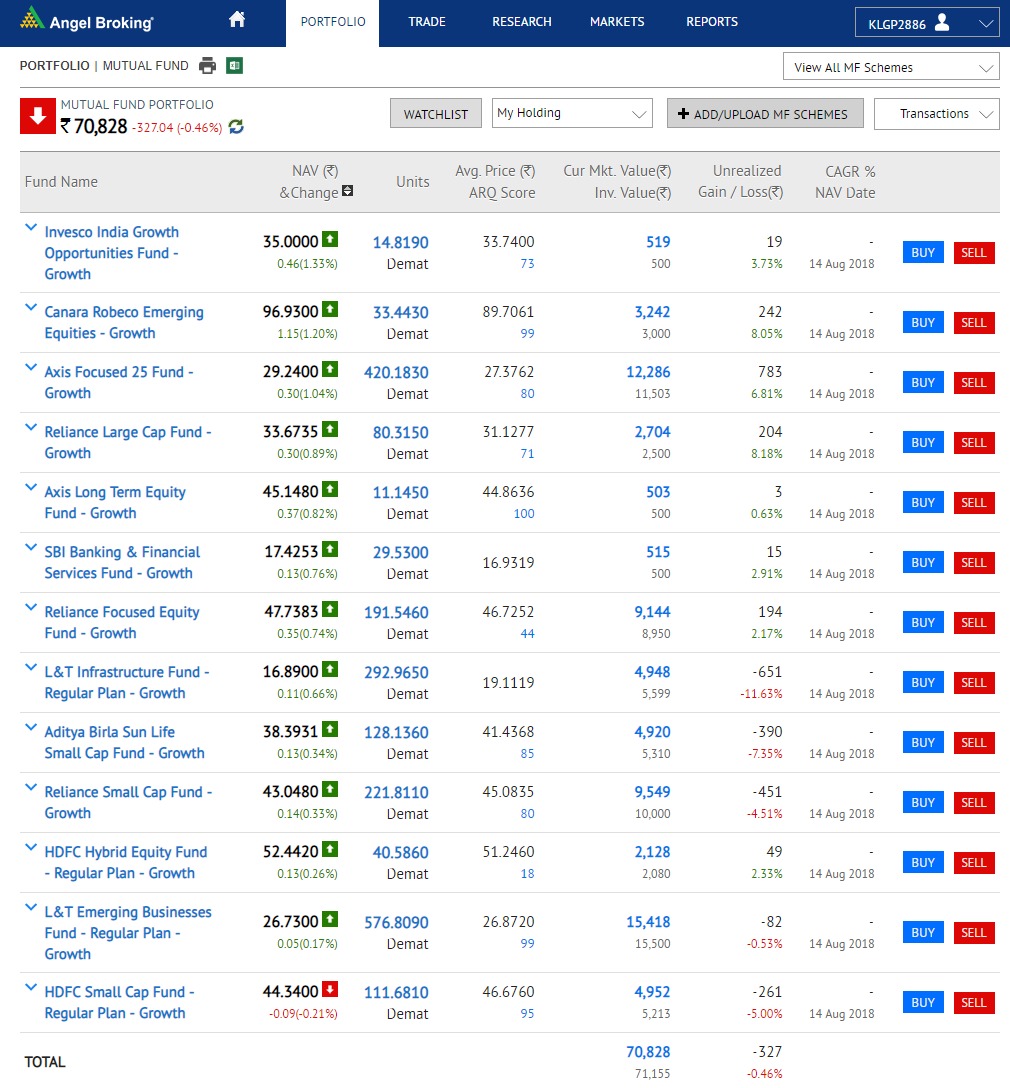 Angel Broking
PORTFOLIO TRADE RESEARCH MARKETS REPORTS KLGP2886
PORTFOLIO | MUTUAL FUND
View All MF Schemes
MUTUAL FUND PORTFOLIO
₹ 70,828 -327.04 (-0.46%)
WATCHLIST My Holding + ADD/UPLOAD MF SCHEMES Transactions
Fund Name NAV (₹) &Change Units Avg. Price (₹) ARQ Score Cur Mkt. Value(₹) Inv. Value(₹) Unrealized Gain / Loss(₹) CAGR % NAV Date
Invesco India Growth 35.0000 14.8190 33.7400 519 19 -
Opportunities Fund - 0.46(1.33%) Demat 73 500 3.73% 14 Aug 2018 BUY SELL
Growth
Canara Robeco Emerging 96.9300 33.4430 89.7061 3,242 242 -
Equities - Growth 1.15(1.20%) Demat 99 3,000 8.05% 14 Aug 2018 BUY SELL
Axis Focused 25 Fund - 29.2400 420.1830 27.3762 12,286 783 -
Growth 0.30(1.04%) Demat 80 11,503 6.81% 14 Aug 2018 BUY SELL
Reliance Large Cap Fund - 33.6735 80.3150 31.1277 2,704 204 -
Growth 0.30(0.89%) Demat 71 2,500 8.18% 14 Aug 2018 BUY SELL
Axis Long Term Equity 45.1480 11.1450 44.8636 503 3 -
Fund - Growth 0.37(0.82%) Demat 100 500 0.63% 14 Aug 2018 BUY SELL
SBI Banking & Financial 17.4253 29.5300 16.9319 515 15 -
Services Fund - Growth 0.13(0.76%) Demat 500 2.91% 14 Aug 2018 BUY SELL
Reliance Focused Equity 47.7383 191.5460 46.7252 9,144 194 -
Fund - Growth 0.35(0.74%) Demat 44 8,950 2.17% 14 Aug 2018 BUY SELL
L&T Infrastructure Fund - 16.8900 292.9650 19.1119 4,948 -651 -
Regular Plan - Growth 0.11(0.66%) Demat 5,599 -11.63% 14 Aug 2018 BUY SELL
Aditya Birla Sun Life 38.3931 128.1360 41.4368 4,920 -390 -
Small Cap Fund - Growth 0.13(0.34%) Demat 85 5,310 -7.35% 14 Aug 2018 BUY SELL
Reliance Small Cap Fund - 43.0480 221.8110 45.0835 9,549 -451 -
Growth 0.14(0.33%) Demat 80 10,000 -4.51% 14 Aug 2018 BUY SELL
HDFC Hybrid Equity Fund 52.4420 40.5860 51.2460 2,128 49 -
- Regular Plan - Growth 0.13(0.26%) Demat 18 2,080 2.33% 14 Aug 2018 BUY SELL
L&T Emerging Businesses 26.7300 576.8090 26.8720 15,418 -82 -
Fund - Regular Plan - 0.05(0.17%) Demat 99 15,500 -0.53% 14 Aug 2018 BUY SELL
Growth
HDFC Small Cap Fund - 44.3400 111.6810 46.6760 4,952 -261 -
Regular Plan - Growth -0.09(-0.21%) Demat 95 5,213 -5.00% 14 Aug 2018 BUY SELL
TOTAL 70,828 -327
71,155 -0.46%